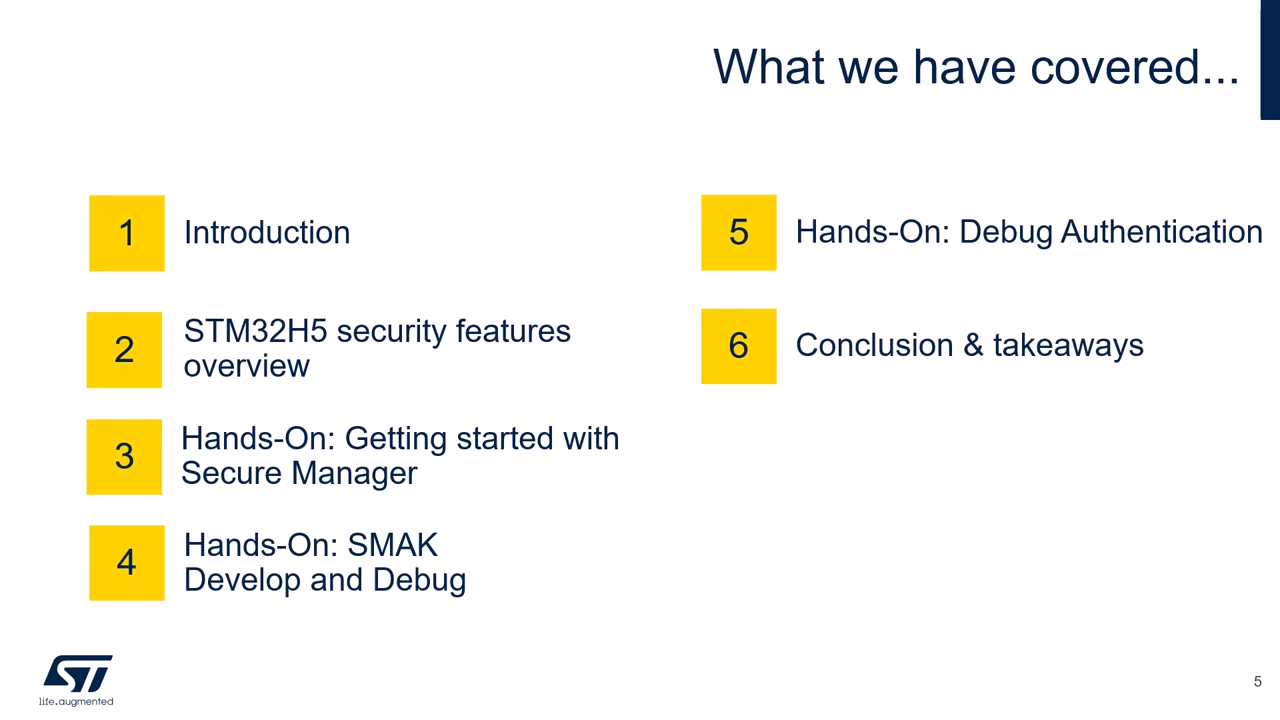 What we have covered...
1
Introduction
2
STM32H5 security features
overview
3
Hands-On: Getting started with
Secure Manager
4
Hands-On: SMAK
Develop and Debug
5
Hands-On: Debug Authentication
6
Conclusion & takeaways
ST
life.augmented
5